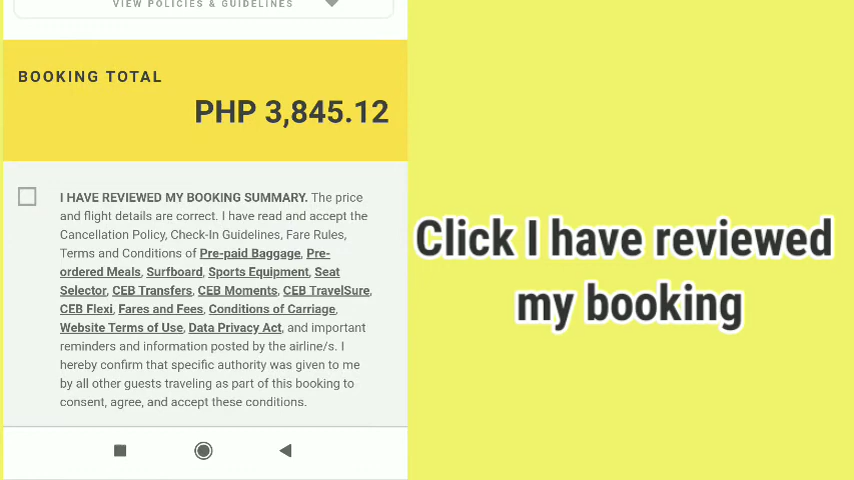 VIEW POLICIES & GUIDELINES
BOOKING TOTAL
PHP 3,845.12
I HAVE REVIEWED MY BOOKING SUMMARY. The price
and flight details are correct. I have read and accept the
Cancellation Policy, Check-In Guidelines, Fare Rules,
Terms and Conditions of Pre-paid Baggage, Pre-
ordered Meals, Surfboard, Sports Equipment, Seat
Selector, CEB Transfers, CEB Moments, CEB TravelSure,
CEB Flexi, Fares and Fees, Conditions of Carriage,
Website Terms of Use, Data Privacy Act, and important
reminders and information posted by the airline/s. I
hereby confirm that specific authority was given to me
by all other guests traveling as part of this booking to
consent, agree, and accept these conditions.
Click I have reviewed
my booking